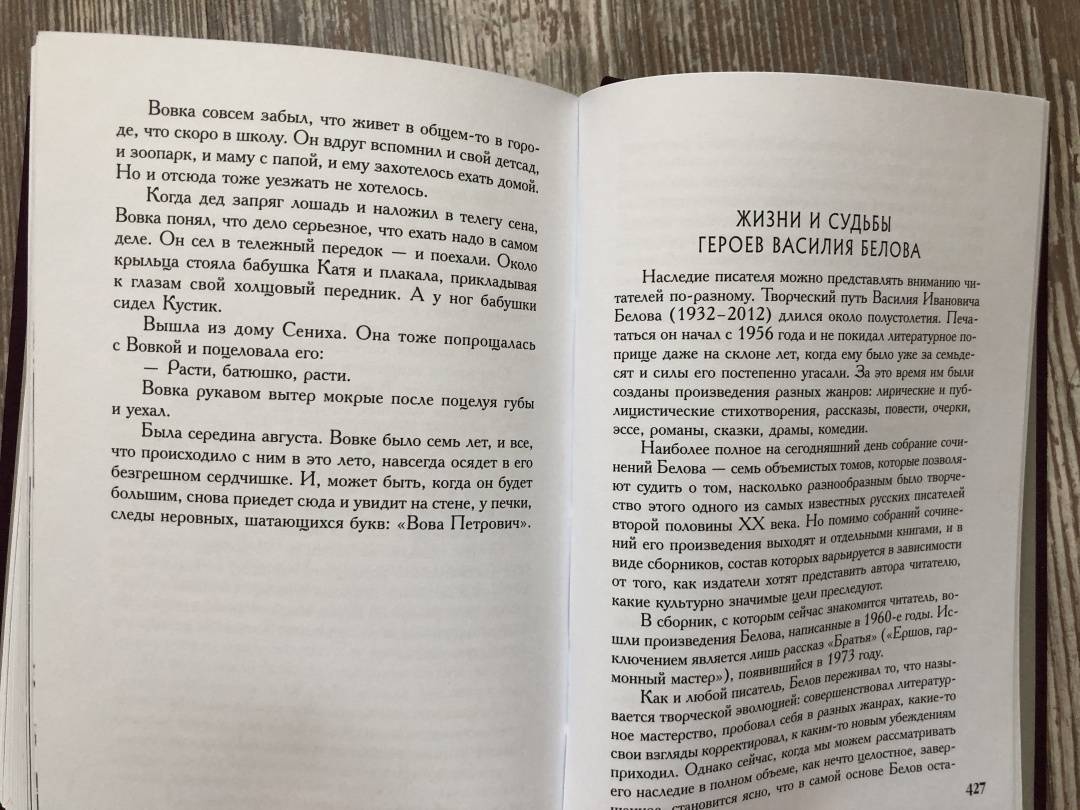 Вовка совсем забыл, что живет в общем-то в горо-
де, что скоро в школу. Он вдруг вспомнил и свой детсад,
и зоопарк, и маму с папой, и ему захотелось ехать домой.
Но и отсюда тоже уезжать не хотелось.
Когда дед запряг лошадь и наложил в телегу сена,
Вовка понял, что дело серьезное, что ехать надо в самом
деле. Он сел в тележный передок — и поехали. Около
крыльца стояла бабушка Катя и плакала, прикладывая
к глазам свой холщовый передник. А у ног бабушки
сидел Кустик.
Вышла из дому Сениха. Она тоже попрощалась
с Вовкой и поцеловала его:
— Расти, батюшко, расти.
Вовка рукавом вытер мокрые после поцелуя губы
и уехал.
Была середина августа. Вовке было семь лет, и все,
что происходило с ним в это лето, навсегда осядет в его
безгрешном сердчишке. И, может быть, когда он будет
большим, снова приедет сюда и увидит на стене, у печки,
следы неровных, шатающихся букв: «Вова Петрович».
ЖИЗНИ И СУДЬБЫ
ГЕРОЕВ ВАСИЛИЯ БЕЛОВА
Наследие писателя можно представлять вниманию чи-
тателей по-разному. Творческий путь Василия Ивановича
Белова (1932–2012) длился около полустолетия. Печа-
таться он начал с 1956 года и не покидал литературное по-
прище даже на склоне лет, когда ему было уже за семьде-
сят и силы его постепенно угасали. За это время им были
созданы произведения разных жанров: лирические и пуб-
лицистические стихотворения, рассказы, повести, очерки,
эссе, романы, сказки, драмы, комедии.
Наиболее полное на сегодняшний день собрание сочи-
нений Белова — семь объемистых томов, которые позволя-
ют судить о том, насколько разнообразным было творче-
ство этого одного из самых известных русских писателей
второй половины XX века. Но помимо собраний сочине-
ний его произведения выходят и отдельными книгами, и в
виде сборников, состав которых варьируется в зависимости
от того, как издатели хотят представить автора читателю,
какие культурно значимые цели преследуют.
В сборник, с которым сейчас знакомится читатель, во-
шли произведения Белова, написанные в 1960-е годы. Ис-
ключением является лишь рассказ «Братья» («Ершов, гар-
монный мастер»), появившийся в 1973 году.
Как и любой писатель, Белов переживал то, что назы-
вается творческой эволюцией: совершенствовал литератур-
ное мастерство, пробовал себя в разных жанрах, какие-то
свои взгляды корректировал, к каким-то новым убеждениям
приходил. Однако сейчас, когда мы можем рассматривать
его наследие в полном объеме, как нечто целостное, завер-
шенное, становится ясно, что в самой основе Белов оста-
427